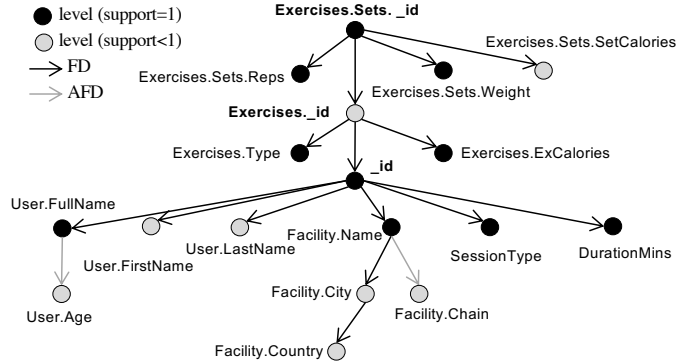 Exercises.Sets. _id
level (support=1)
level (support<1)
Exercises.Sets.SetCalories
FD
Exercises.Sets.Reps
AFD
Exercises.Sets.Weight
Exercises._id
Exercises.Type
Exercises.ExCalories
_id
User.FullName
Facility.Name
User.LastName
SessionType
DurationMins
User.FirstName
Facility.City
User.Age
Facility.Chain
Facility.Country